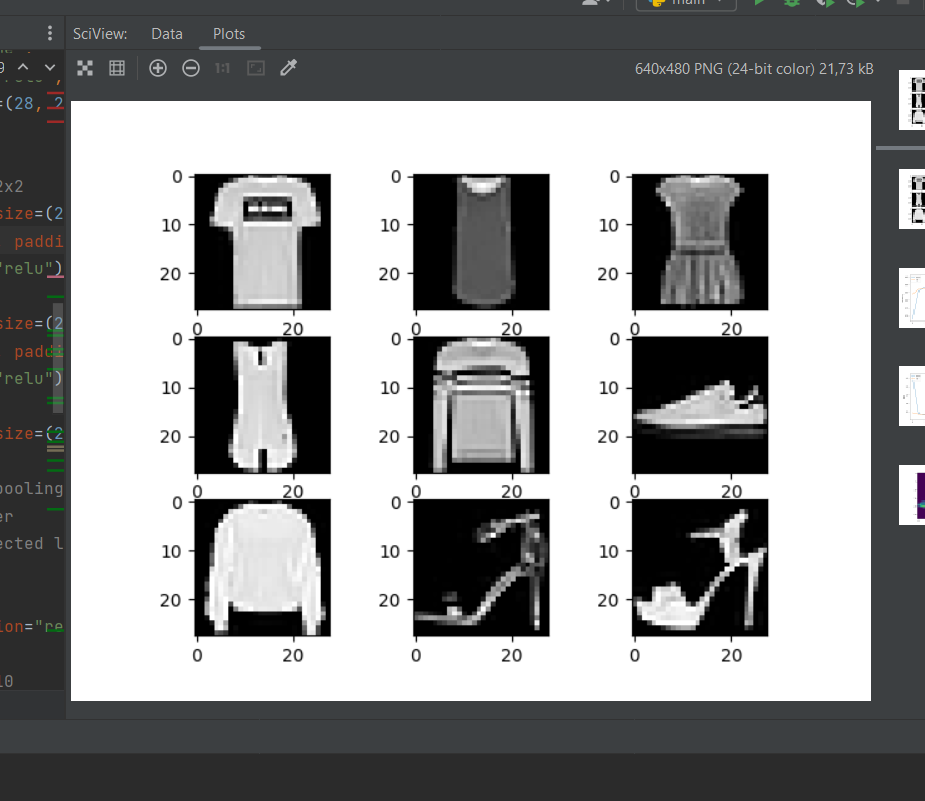 main
SciView: Data Plots
9
1:1
640x480 PNG (24-bit color) 21,73 kB
=(28, 2
2x2
size=(2
paddi
"relu")
size=(2
paddi
"relu")
size=(2
pooling
er
ected l
ion="re
10
0 10 20
0 20
0 10 20
0 20
0 10 20
0 20
0 10 20
0 20
0 10 20
0 20
0 10 20
0 20
0 10 20
0 20
0 10 20
0 20
0 10 20
0 20